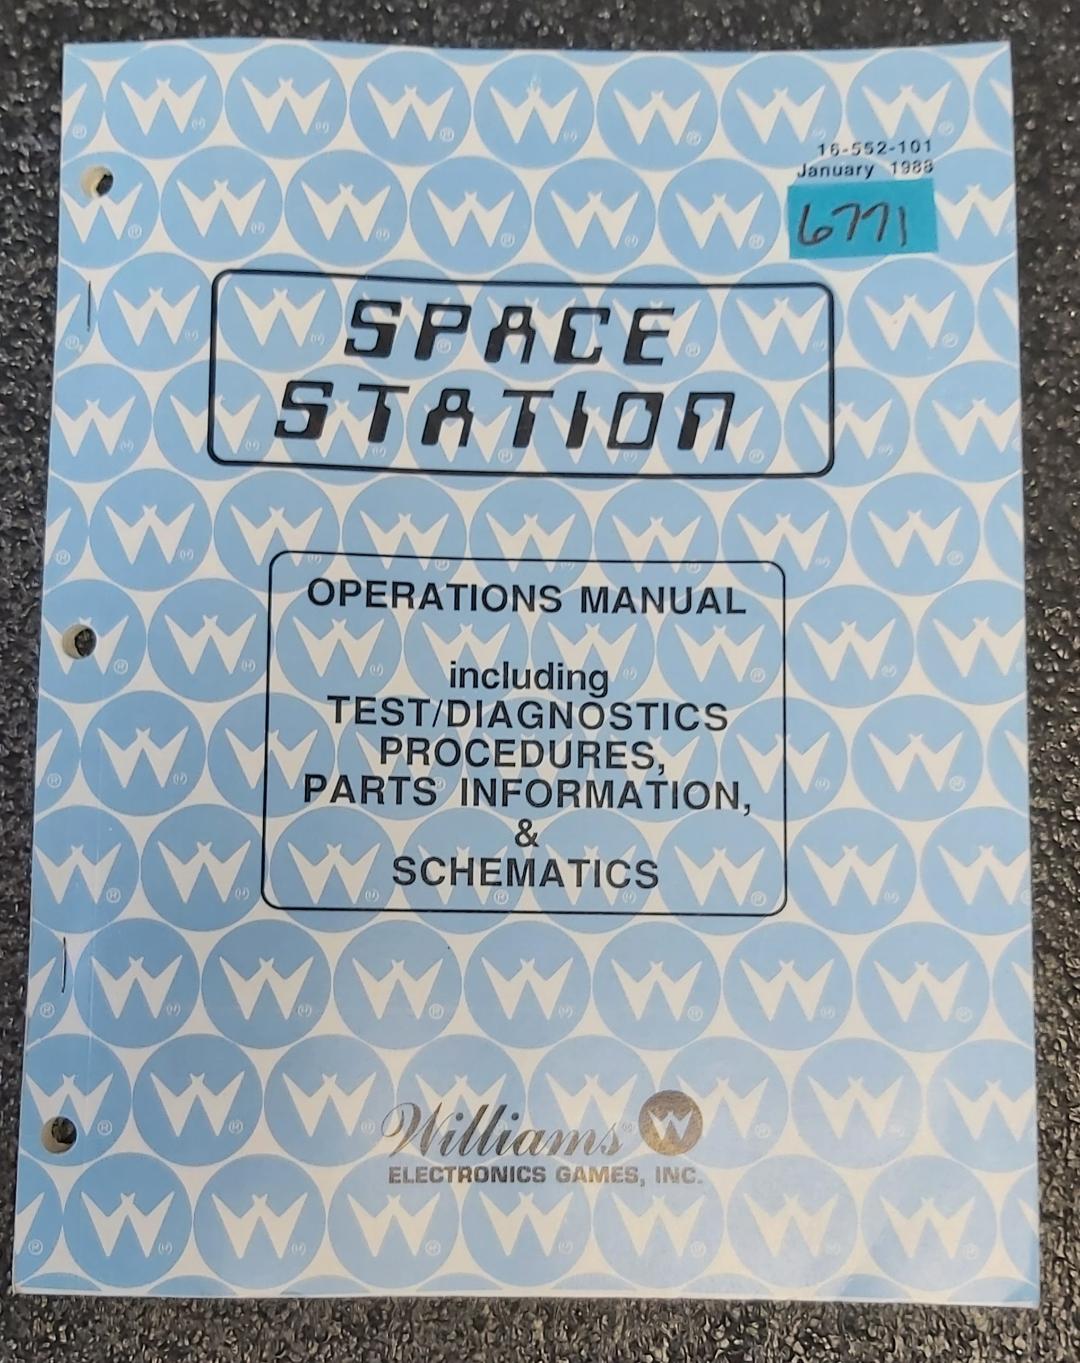 16-552-101
January 1988
6771
SPACE
STATION
OPERATIONS MANUAL
including
TEST/DIAGNOSTICS
PROCEDURES,
PARTS INFORMATION,
&
SCHEMATICS
Williams®
ELECTRONICS GAMES, INC.